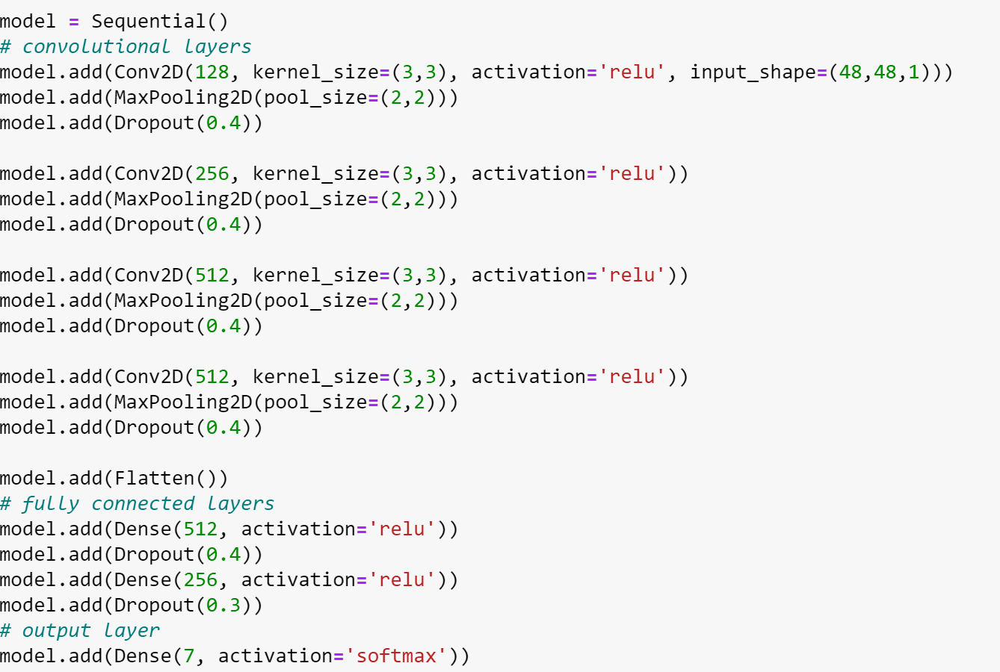 model = Sequential()
# convolutional layers
model.add(Conv2D(128, kernel_size=(3,3), activation='relu', input_shape=(48,48,1)))
model.add(MaxPooling2D(pool_size=(2,2)))
model.add(Dropout(0.4))

model.add(Conv2D(256, kernel_size=(3,3), activation='relu'))
model.add(MaxPooling2D(pool_size=(2,2)))
model.add(Dropout(0.4))

model.add(Conv2D(512, kernel_size=(3,3), activation='relu'))
model.add(MaxPooling2D(pool_size=(2,2)))
model.add(Dropout(0.4))

model.add(Conv2D(512, kernel_size=(3,3), activation='relu'))
model.add(MaxPooling2D(pool_size=(2,2)))
model.add(Dropout(0.4))

model.add(Flatten())
# fully connected layers
model.add(Dense(512, activation='relu'))
model.add(Dropout(0.4))
model.add(Dense(256, activation='relu'))
model.add(Dropout(0.3))
# output layer
model.add(Dense(7, activation='softmax'))